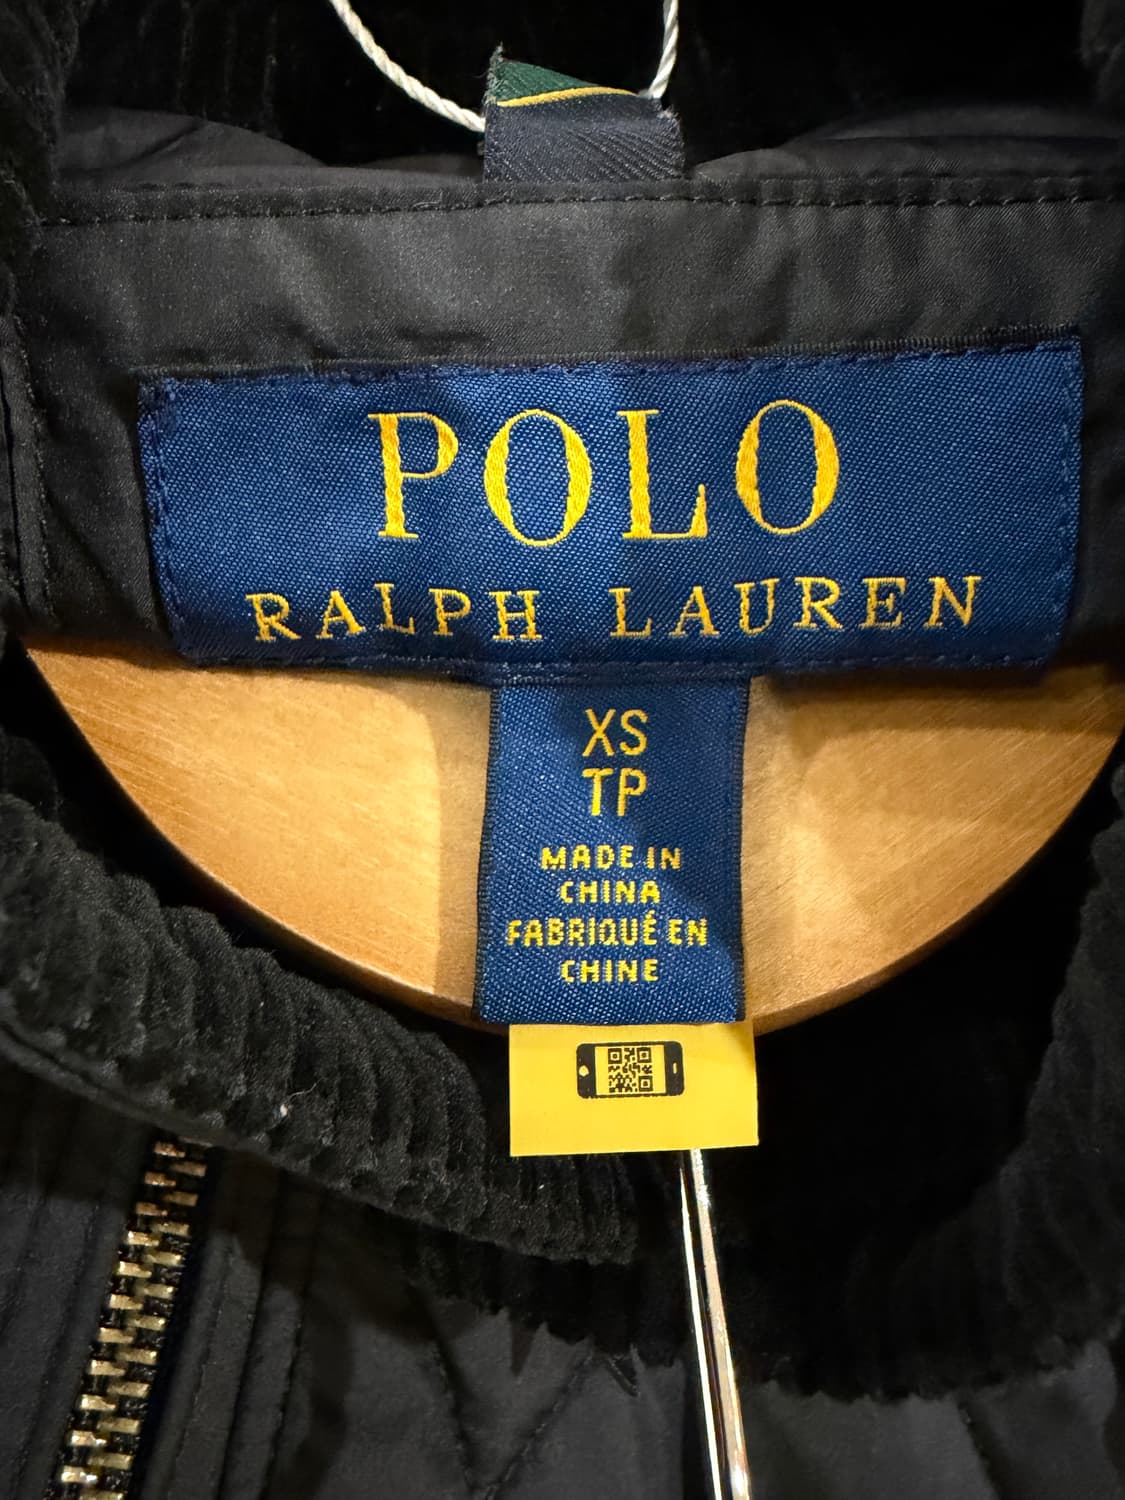 POLO
RALPH LAUREN
XS
TP
MADE IN
CHINA
FABRIQUÉ EN
CHINE